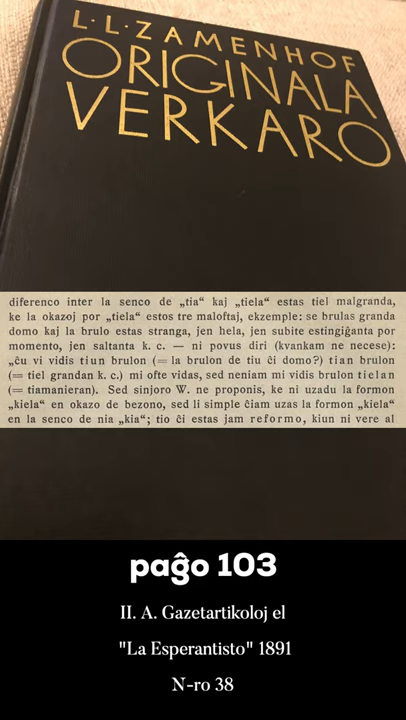 L·L·ZAMENHOF
ORIGINALA
VERKARO
diferenco inter la senco de „tia“ kaj „tiela“ estas tiel malgranda,
ke la okazoj por „tiela“ estos tre maloftaj, ekzemple: se brulas granda
domo kaj la brulo estas stranga, jen hela, jen subite estingiĝanta por
momento, jen saltanta k. c. — ni povus diri (kvankam ne necese):
„ĉu vi vidis tiun brulon (= la brulon de tiu ĉi domo?) tian brulon
(= tiel grandan k. c.) mi ofte vidas, sed neniam mi vidis brulon tielan
(= tiamanieran). Sed sinjoro W. ne proponis, ke ni uzadu la formon
„kiela“ en okazo de bezono, sed li simple ĉiam uzas la formon „kiela“
en la senco de nia „kia“; tio ĉi estas jam reformo, kiun ni vere al
paĝo 103
II. A. Gazetartikoloj el
"La Esperantisto" 1891
N-ro 38